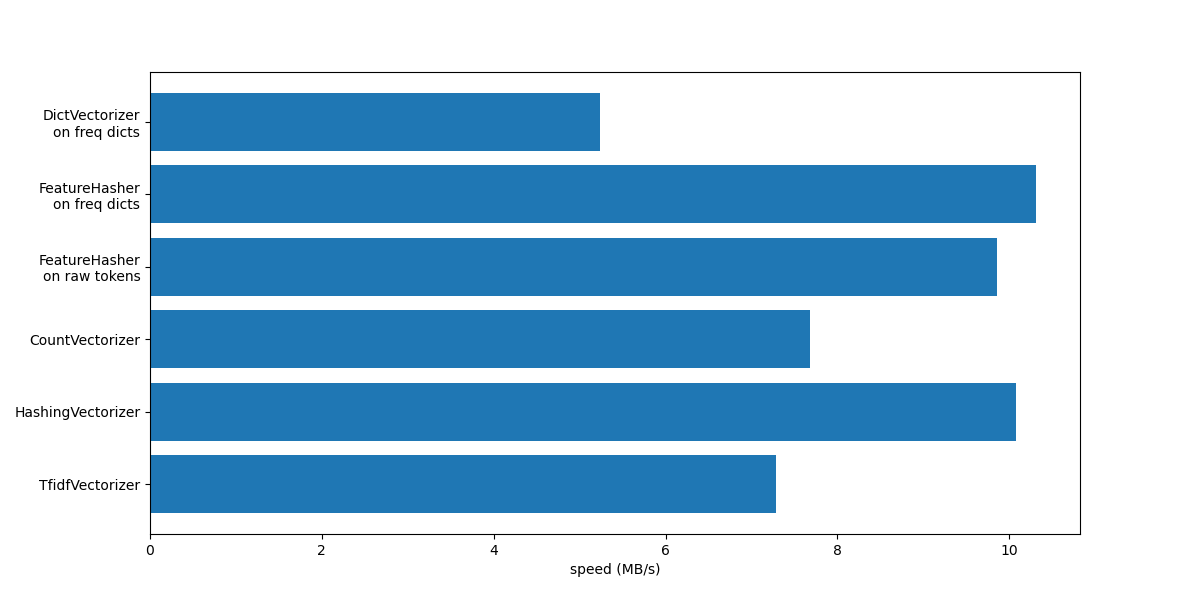 DictVectorizer
on freq dicts
FeatureHasher
on freq dicts
FeatureHasher
on raw tokens
CountVectorizer
HashingVectorizer
TfidfVectorizer
0 2 4 6 8 10
speed (MB/s)